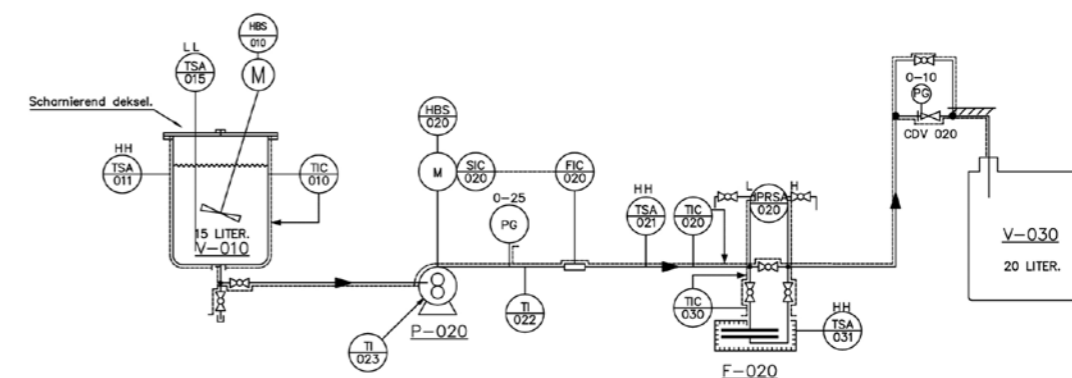 HBS
010
M
LL
TSA
015
Scharnierend deksel.
HH
TSA
011
TIC
010
15 LITER.
V-010
HBS
020
M
SIC
020
FIC
020
0-25
PG
TI
022
TI
023
P-020
HH
TSA
021
TIC
020
L
H
020
TIC
030
HH
TSA
031
F-020
0-10
PG
CDV 020
V-030
20 LITER.